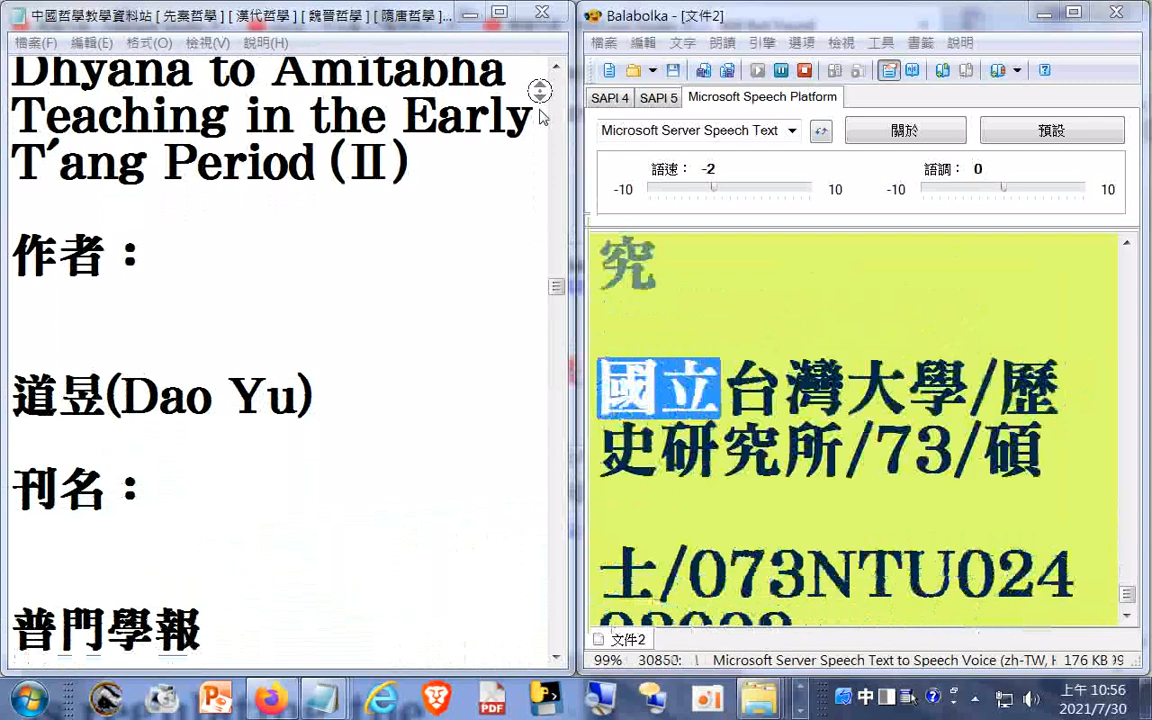 中國哲學教學資料站 [ 先秦哲學 ] [ 漢代哲學 ] [ 魏晉哲學 ] [ 隋唐哲學 ]...
檔案(F) 編輯(E) 格式(O) 檢視(V) 說明(H)
Dhyana to Amitabha
Teaching in the Early
T´ang Period (Ⅱ)
作者：
道昱(Dao Yu)
刊名：
普門學報
Balabolka - [文件2]
檔案 編輯 文字 朗讀 引擎 選項 檢視 工具 書籤 說明
SAPI 4 SAPI 5 Microsoft Speech Platform
Microsoft Server Speech Text 關於 預設
語速： -2 語調： 0
-10 10 -10 10
究
國立台灣大學/歷
史研究所/73/碩
士/073NTU024
文件2
99% Microsoft Server Speech Text to Speech Voice (zh-TW, H 176 KB
中
上午 10:56
2021/7/30